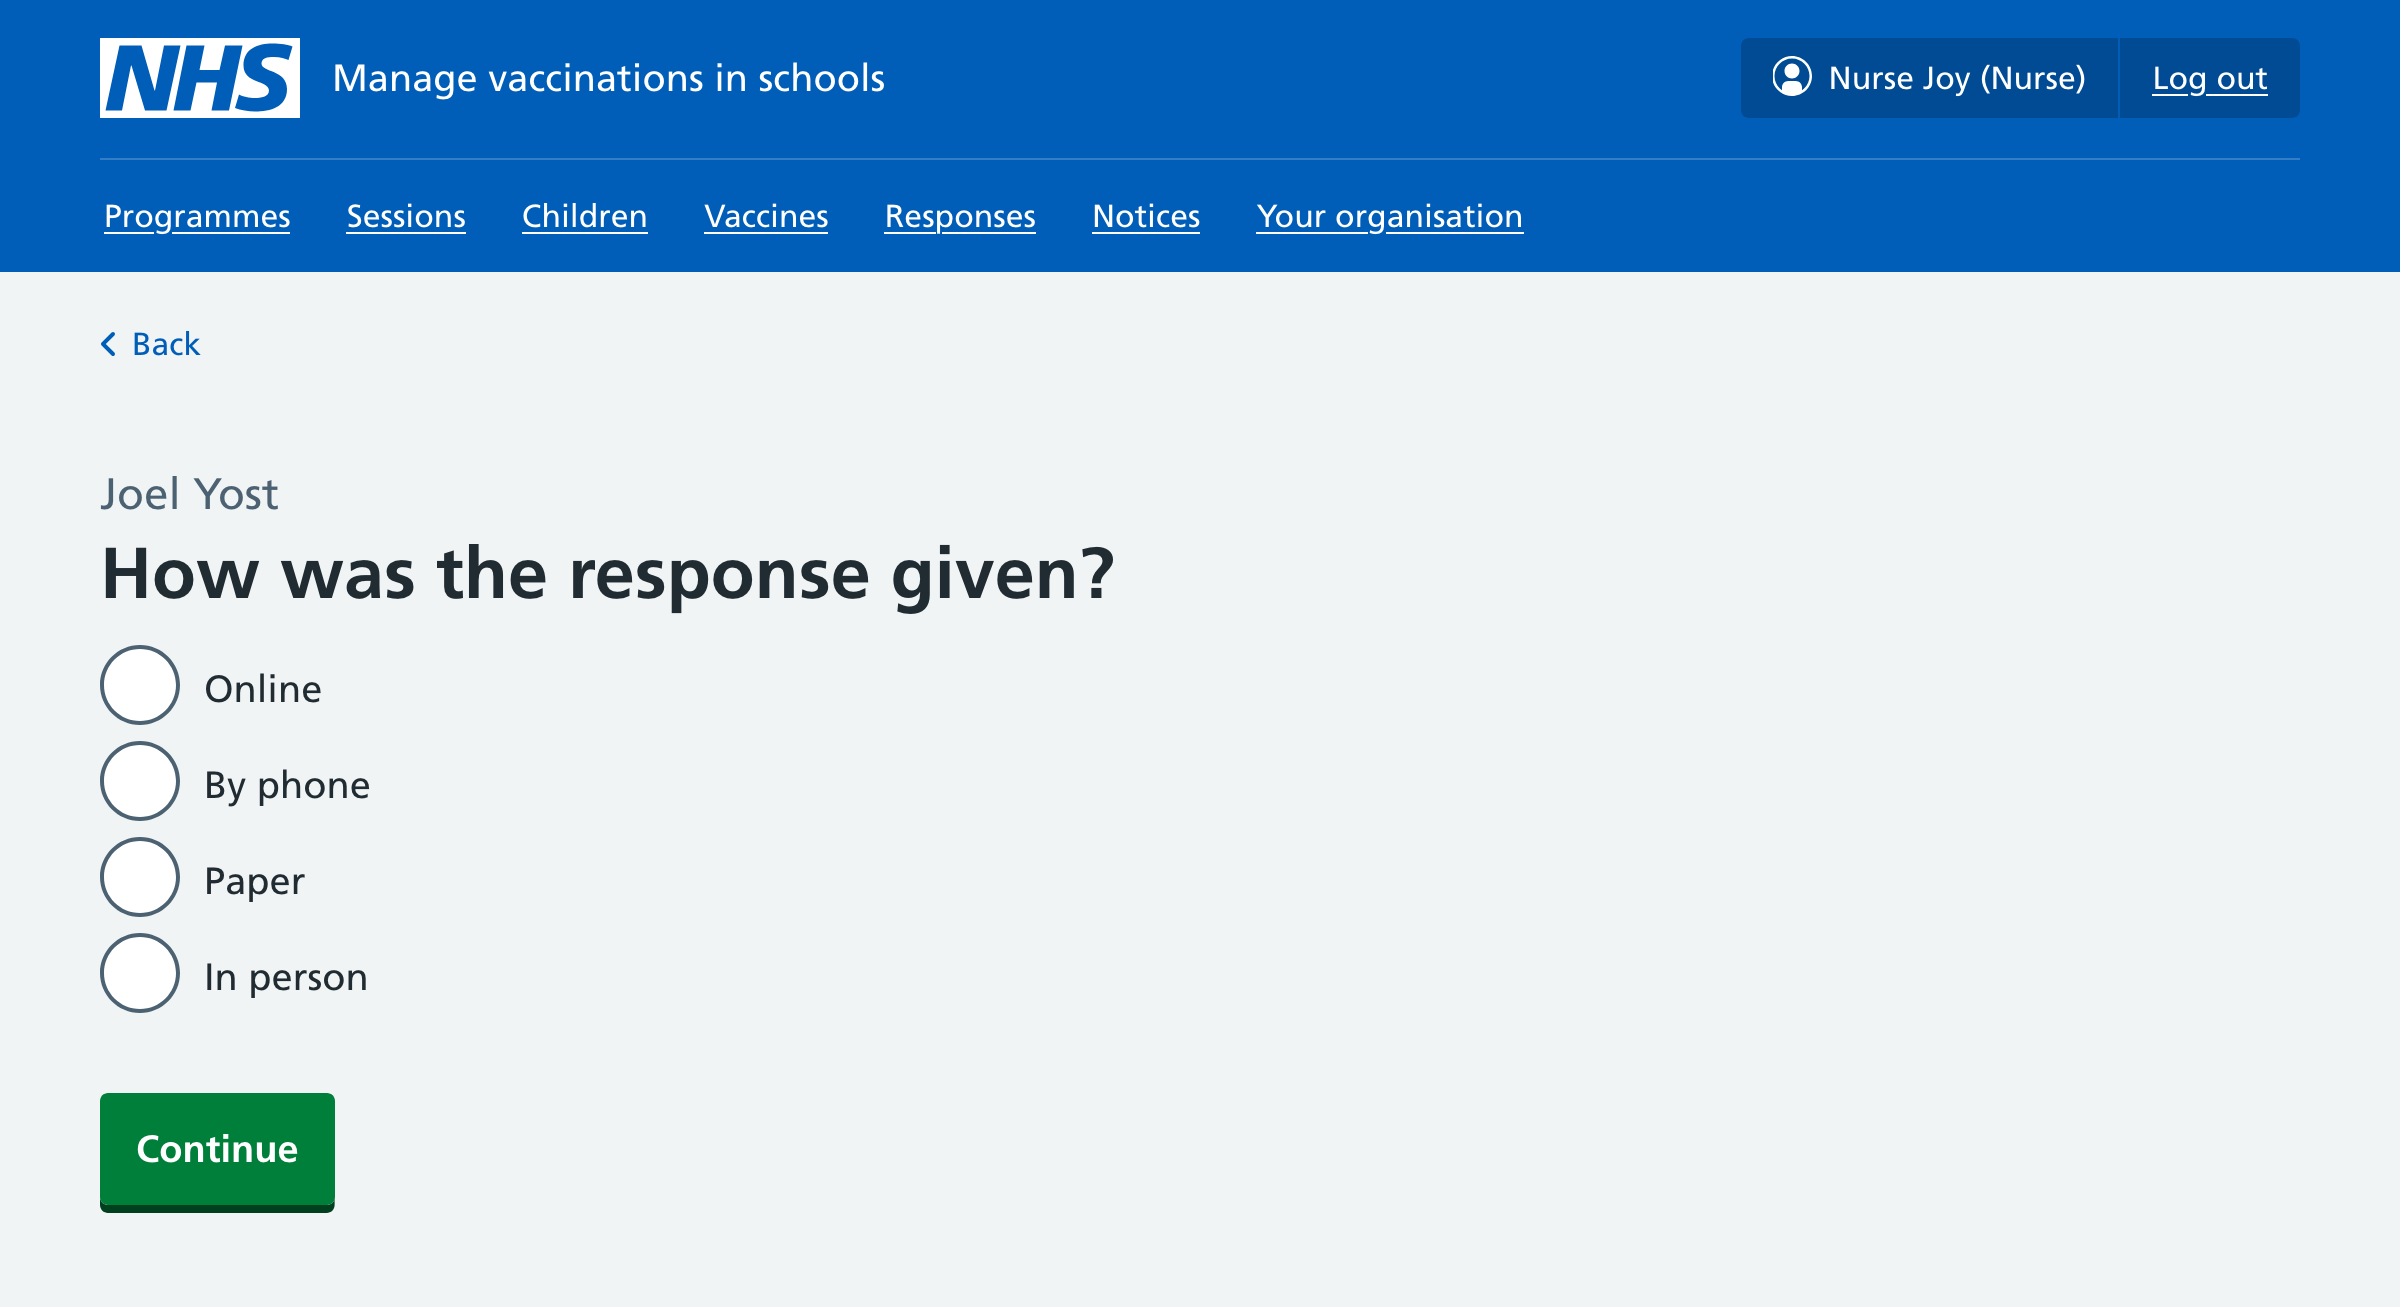 NHS Manage vaccinations in schools Nurse Joy (Nurse) Log out
Programmes Sessions Children Vaccines Responses Notices Your organisation
Back
Joel Yost
How was the response given?
Online
By phone
Paper
In person
Continue